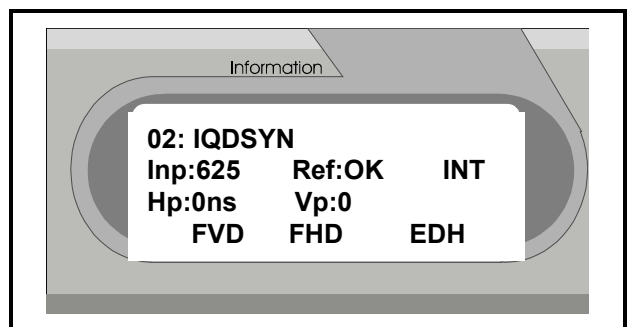 Information
02: IQDSYN
Inp:625 Ref:OK INT
Hp:0ns Vp:0
FVD FHD EDH